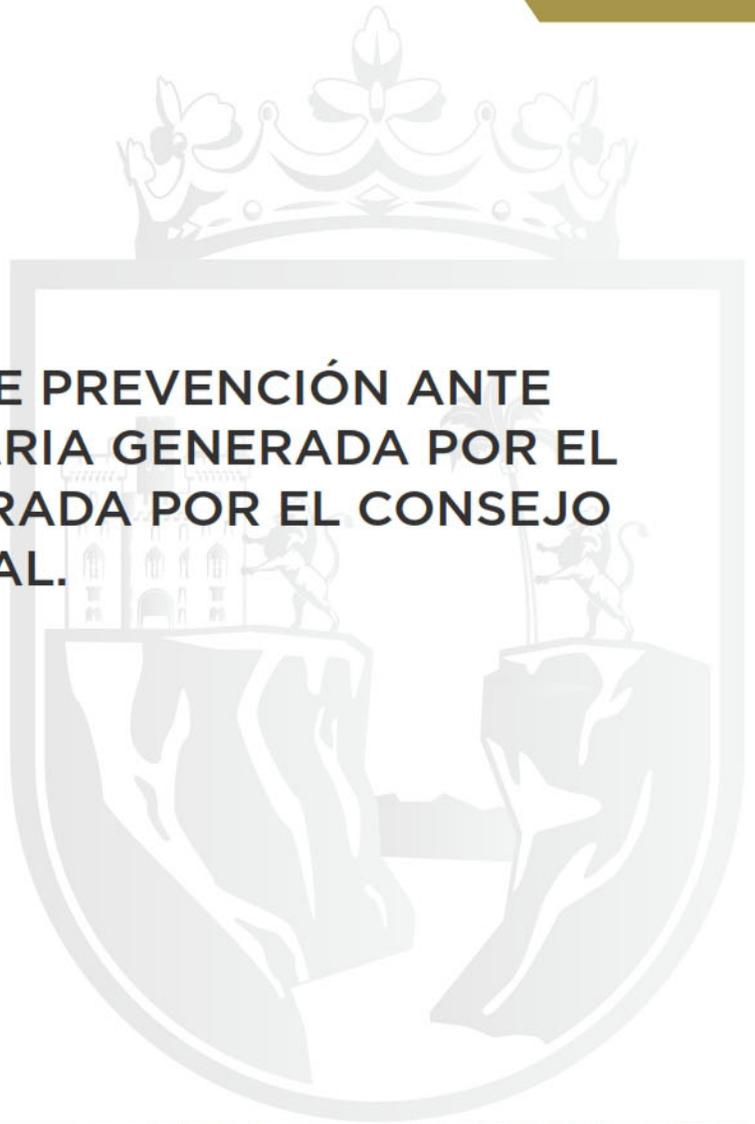 E PREVENCIÓN ANTE
RIA GENERADA POR EL
RADA POR EL CONSEJO
AL.